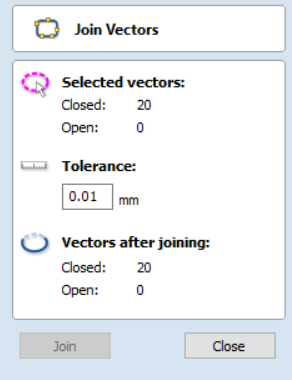 Join Vectors
Selected vectors:
Closed: 20
Open: 0
Tolerance:
0.01 mm
Vectors after joining:
Closed: 20
Open: 0
Join Close